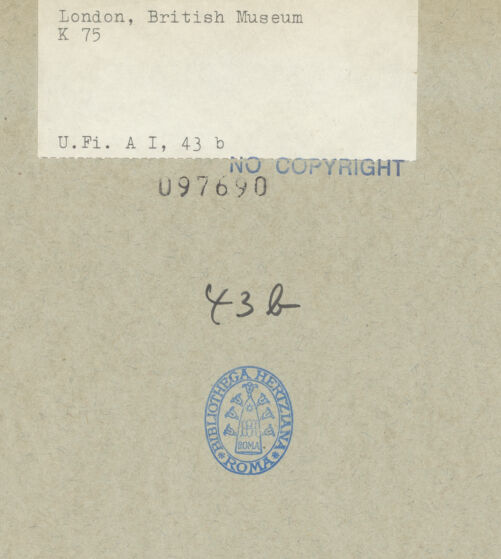 London, British Museum
K 75
U.Fi. A I, 43 b
NO COPYRIGHT
097690
43b
BIBLIOTHECA HERTZIANA
ROMA
*ROMA*